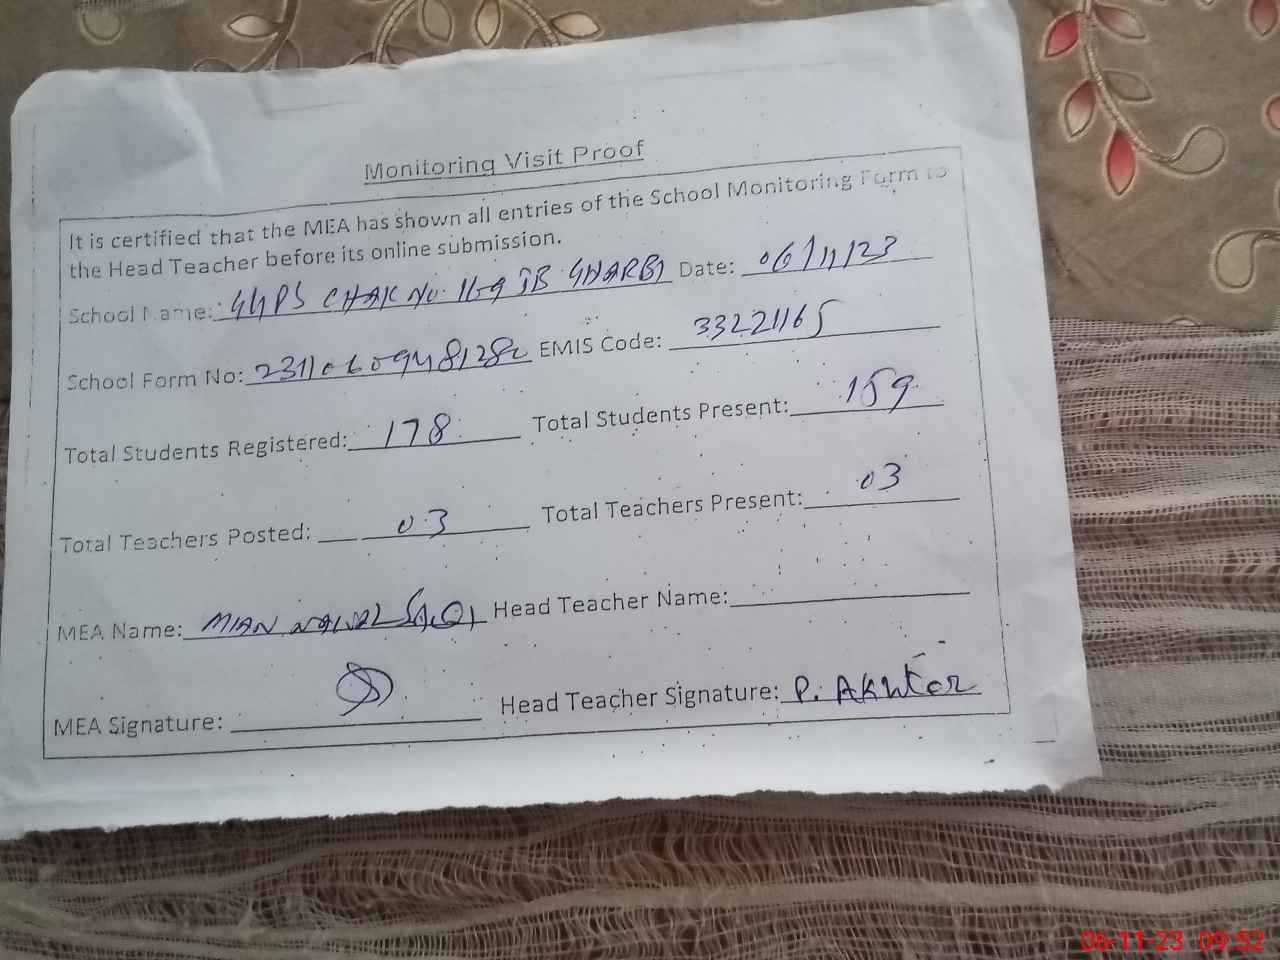 Monitoring Visit Proof
It is certified that the MEA has shown all entries of the School Monitoring Form to
the Head Teacher before its online submission.
School Name: GGPS CHAK No. 169 JB GHARBI Date: 06/11/23
School Form No: 2311060948128 EMIS Code: 33221165
Total Students Registered: 178 Total Students Present: 159
Total Teachers Posted: 03 Total Teachers Present: 03
MEA Name: MIAN Head Teacher Name:
MEA Signature: Head Teacher Signature: P. Akhtar
06-11-23 09:52